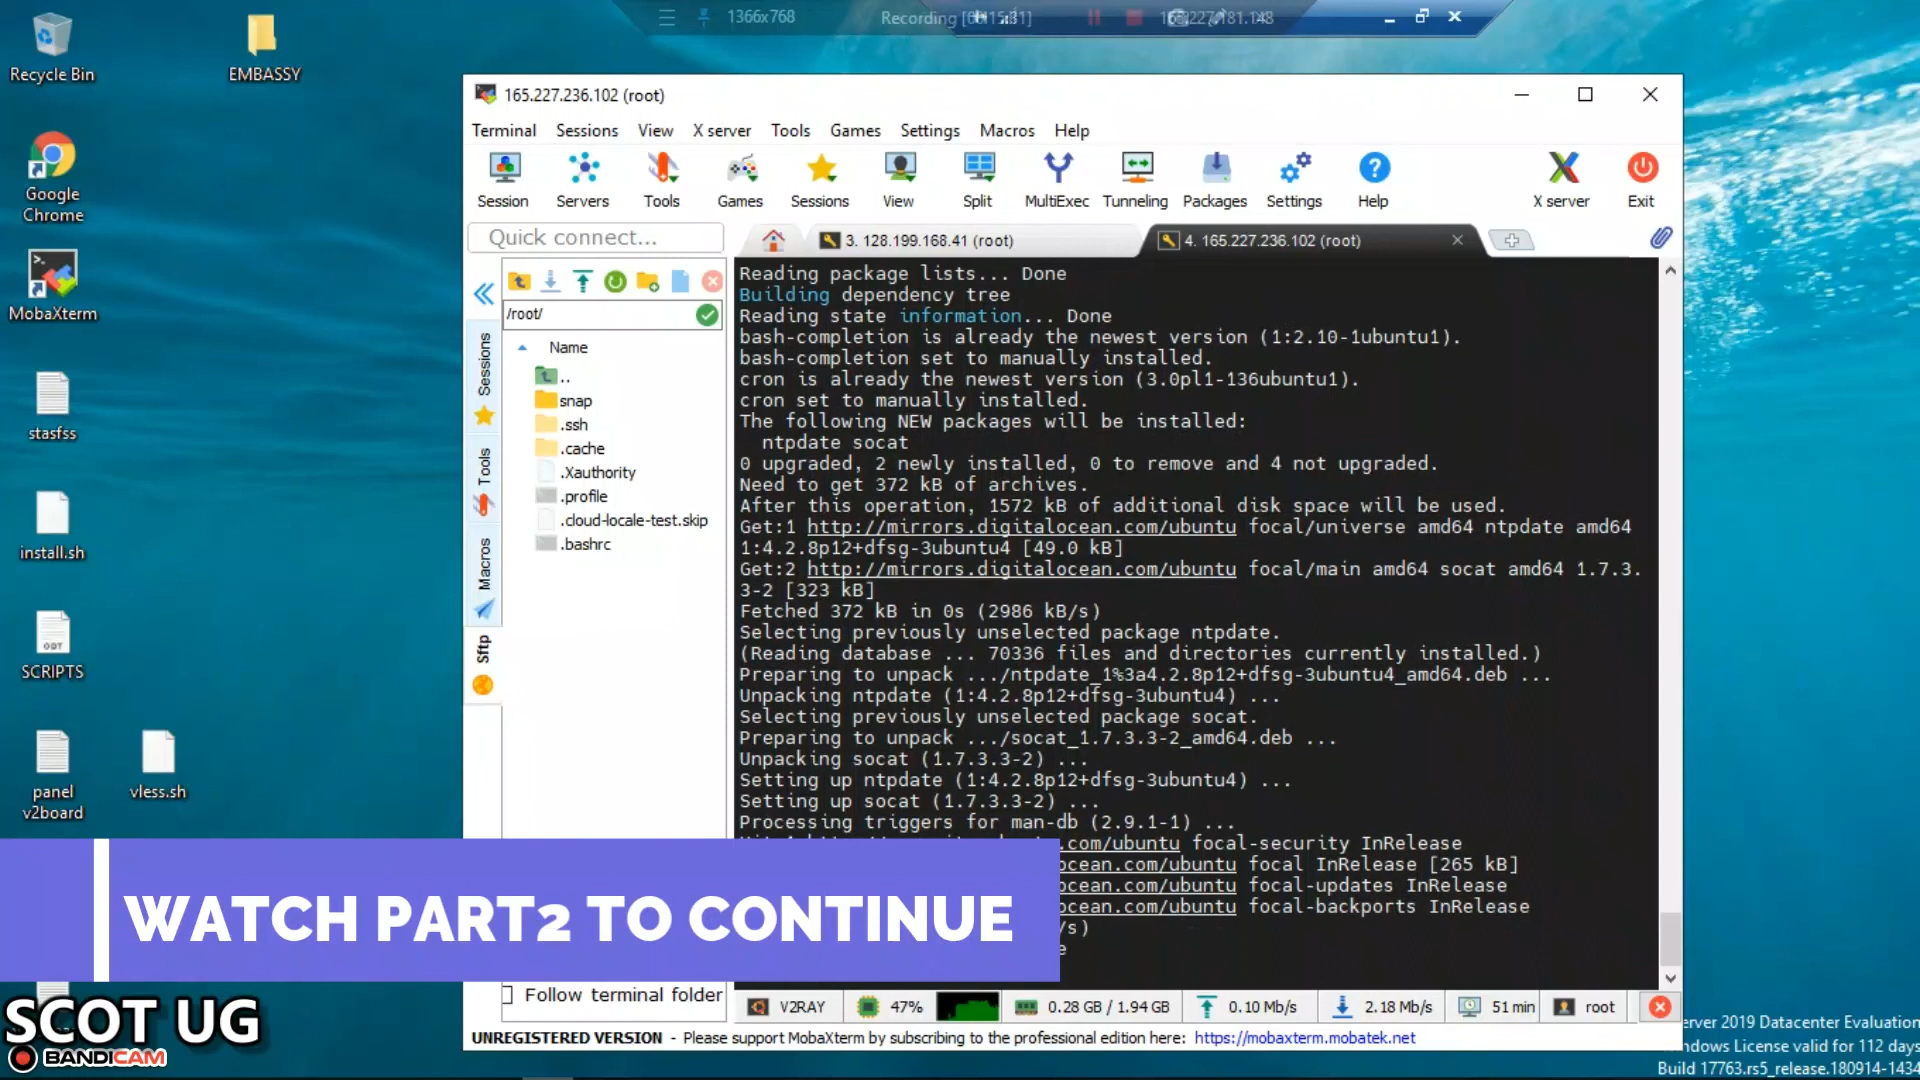 1366x768
Recording
Recycle Bin
EMBASSY
Google
Chrome
MobaXterm
stasfss
install.sh
ODT
SCRIPTS
panel
v2board
vless.sh
165.227.236.102 (root)
Terminal Sessions View X server Tools Games Settings Macros Help
Session Servers Tools Games Sessions View Split MultiExec Tunneling Packages Settings Help X server Exit
Quick connect...
3. 128.199.168.41 (root)
4. 165.227.236.102 (root)
/root/
Name
..
snap
.ssh
.cache
.Xauthority
.profile
.cloud-locale-test.skip
.bashrc
Sessions
Tools
Macros
Sftp
Reading package lists... Done
Building dependency tree
Reading state information... Done
bash-completion is already the newest version (1:2.10-1ubuntu1).
bash-completion set to manually installed.
cron is already the newest version (3.0pl1-136ubuntu1).
cron set to manually installed.
The following NEW packages will be installed:
ntpdate socat
0 upgraded, 2 newly installed, 0 to remove and 4 not upgraded.
Need to get 372 kB of archives.
After this operation, 1572 kB of additional disk space will be used.
Get:1 http://mirrors.digitalocean.com/ubuntu focal/universe amd64 ntpdate amd64
1:4.2.8p12+dfsg-3ubuntu4 [49.0 kB]
Get:2 http://mirrors.digitalocean.com/ubuntu focal/main amd64 socat amd64 1.7.3.
3-2 [323 kB]
Fetched 372 kB in 0s (2986 kB/s)
Selecting previously unselected package ntpdate.
(Reading database ... 70336 files and directories currently installed.)
Preparing to unpack .../ntpdate_1%3a4.2.8p12+dfsg-3ubuntu4_amd64.deb ...
Unpacking ntpdate (1:4.2.8p12+dfsg-3ubuntu4) ...
Selecting previously unselected package socat.
Preparing to unpack .../socat_1.7.3.3-2_amd64.deb ...
Unpacking socat (1.7.3.3-2) ...
Setting up ntpdate (1:4.2.8p12+dfsg-3ubuntu4) ...
Setting up socat (1.7.3.3-2) ...
Processing triggers for man-db (2.9.1-1) ...
.com/ubuntu focal-security InRelease
ocean.com/ubuntu focal InRelease [265 kB]
ocean.com/ubuntu focal-updates InRelease
ocean.com/ubuntu focal-backports InRelease
/s)
e
WATCH PART2 TO CONTINUE
Follow terminal folder
V2RAY 47% 0.28 GB / 1.94 GB 0.10 Mb/s 2.18 Mb/s 51 min root
UNREGISTERED VERSION - Please support MobaXterm by subscribing to the professional edition here: https://mobaxterm.mobatek.net
SCOT UG
BANDICAM
erver 2019 Datacenter Evaluation
ndows License valid for 112 days
Build 17763.rs5_release.180914-1434